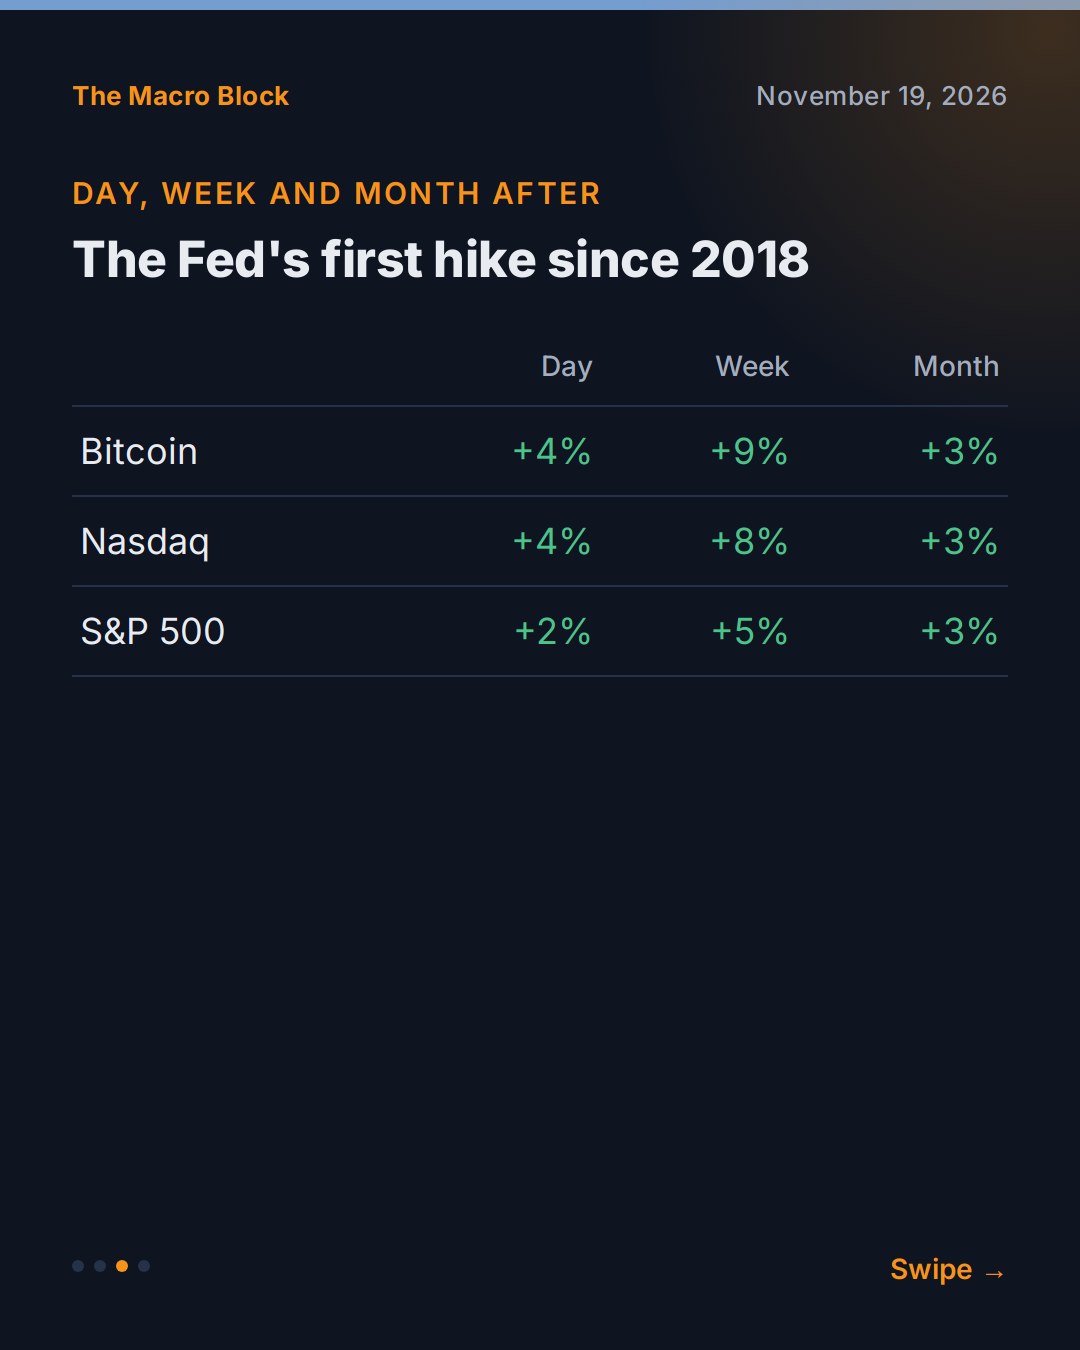 The Macro Block November 19, 2026
DAY, WEEK AND MONTH AFTER
The Fed's first hike since 2018
Day Week Month
Bitcoin +4% +9% +3%
Nasdaq +4% +8% +3%
S&P 500 +2% +5% +3%
Swipe →